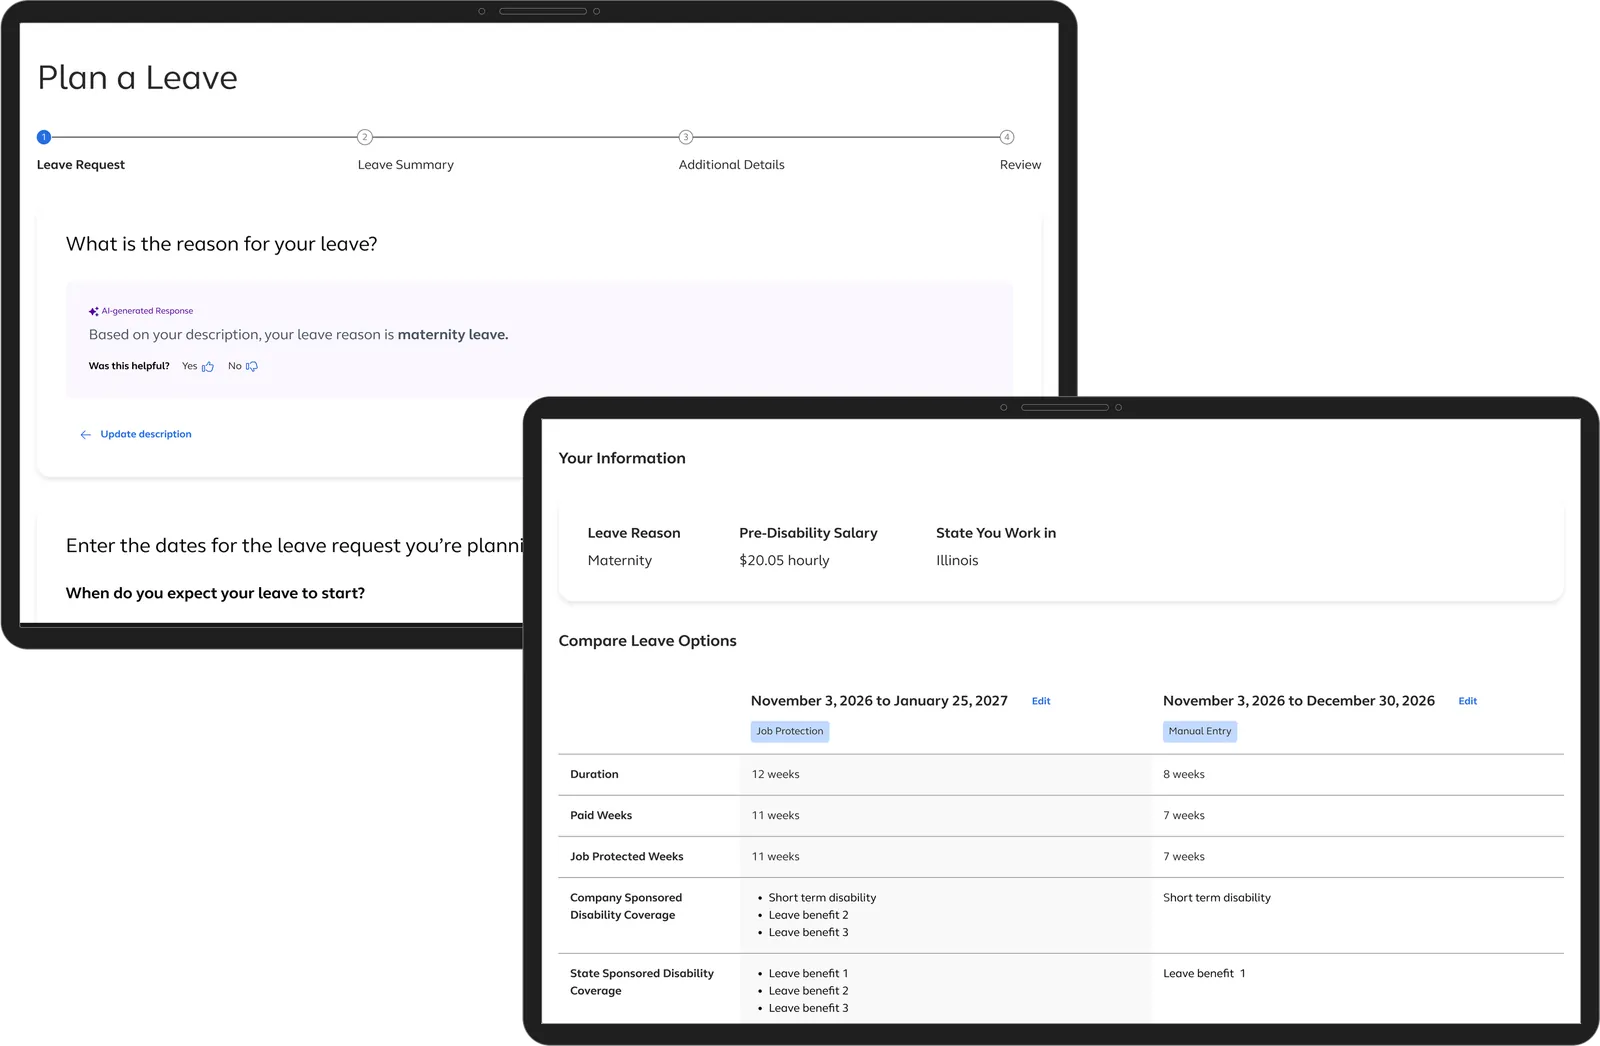 Plan a Leave
1
2
3
4
Leave Request
Leave Summary
Additional Details
Review
What is the reason for your leave?
AI-generated Response
Based on your description, your leave reason is maternity leave.
Was this helpful? Yes No
Update description
Enter the dates for the leave request you’re planni
When do you expect your leave to start?
Your Information
Leave Reason
Pre-Disability Salary
State You Work in
Maternity
$20.05 hourly
Illinois
Compare Leave Options
November 3, 2026 to January 25, 2027 Edit
November 3, 2026 to December 30, 2026 Edit
Job Protection
Manual Entry
Duration
12 weeks
8 weeks
Paid Weeks
11 weeks
7 weeks
Job Protected Weeks
11 weeks
7 weeks
Company Sponsored
Disability Coverage
• Short term disability
• Leave benefit 2
• Leave benefit 3
Short term disability
State Sponsored Disability
Coverage
• Leave benefit 1
• Leave benefit 2
• Leave benefit 3
Leave benefit 1